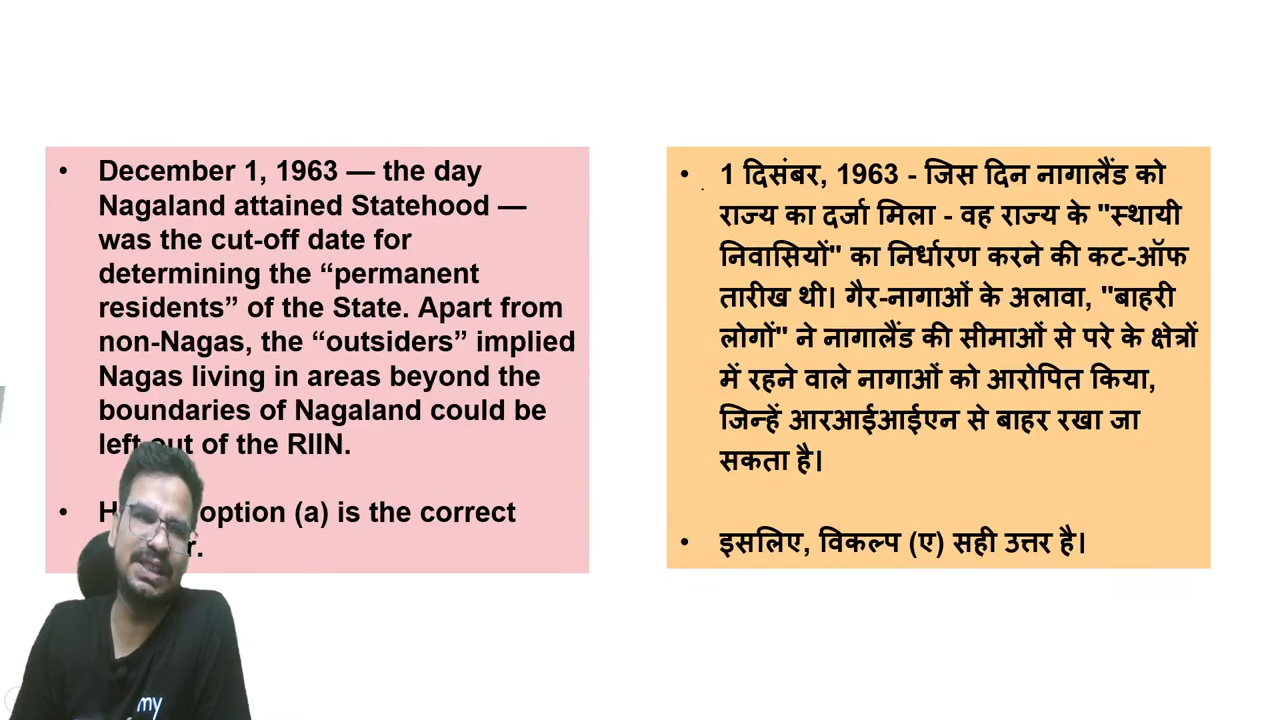 • December 1, 1963 — the day
Nagaland attained Statehood —
was the cut-off date for
determining the “permanent
residents” of the State. Apart from
non-Nagas, the “outsiders” implied
Nagas living in areas beyond the
boundaries of Nagaland could be
left out of the RIIN.
• option (a) is the correct
• 1 दिसंबर, 1963 - जिस दिन नागालैंड को
राज्य का दर्जा मिला - वह राज्य के "स्थायी
निवासियों" का निर्धारण करने की कट-ऑफ
तारीख थी। गैर-नागाओं के अलावा, "बाहरी
लोगों" ने नागालैंड की सीमाओं से परे के क्षेत्रों
में रहने वाले नागाओं को आरोपित किया,
जिन्हें आरआईआईएन से बाहर रखा जा
सकता है।
• इसलिए, विकल्प (ए) सही उत्तर है।
my